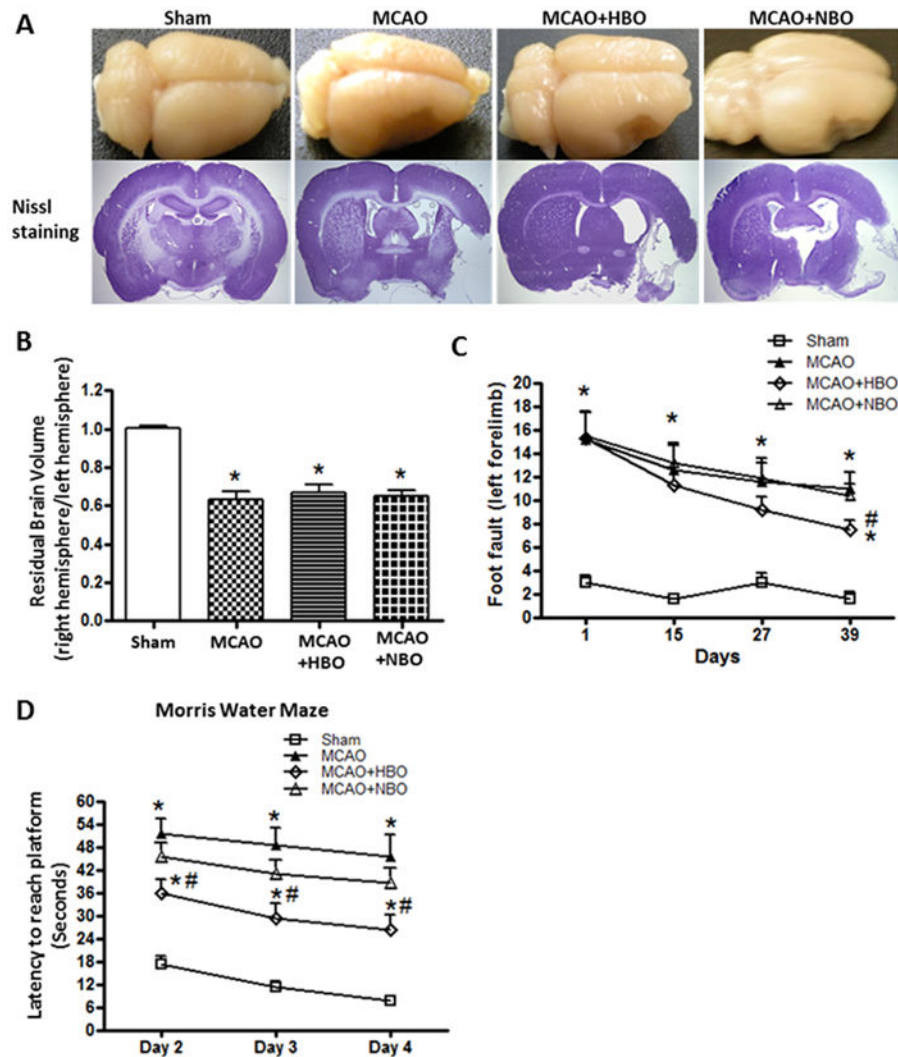 A
Sham MCAO MCAO+HBO MCAO+NBO
Nissl
staining
B
Residual Brain Volume
(right hemisphere/left hemisphere)
1.2
1.0
0.8
0.6
0.4
0.2
0.0
* * *
Sham MCAO MCAO
+HBO MCAO
+NBO
C
Sham
MCAO
MCAO+HBO
MCAO+NBO
Foot fault (left forelimb)
20
18
16
14
12
10
8
6
4
2
0
* * * *
#
*
1 15 27 39
Days
D
Morris Water Maze
Sham
MCAO
MCAO+HBO
MCAO+NBO
Latency to reach platform
(Seconds)
60
54
48
42
36
30
24
18
12
6
0
* * *
*# *# *#
Day 2 Day 3 Day 4